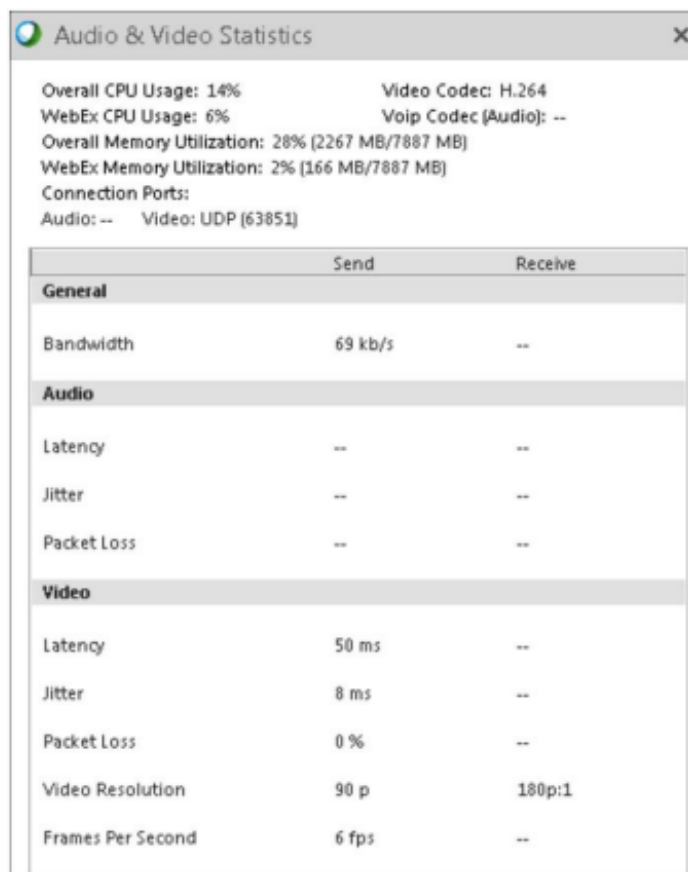 Audio & Video Statistics
Overall CPU Usage: 14% Video Codec: H.264
WebEx CPU Usage: 6% Voip Codec (Audio): --
Overall Memory Utilization: 28% (2267 MB/7887 MB)
WebEx Memory Utilization: 2% (166 MB/7887 MB)
Connection Ports:
Audio: -- Video: UDP (63851)
Send Receive
General
Bandwidth 69 kb/s --
Audio
Latency -- --
Jitter -- --
Packet Loss -- --
Video
Latency 50 ms --
Jitter 8 ms --
Packet Loss 0 % --
Video Resolution 90 p 180p:1
Frames Per Second 6 fps --